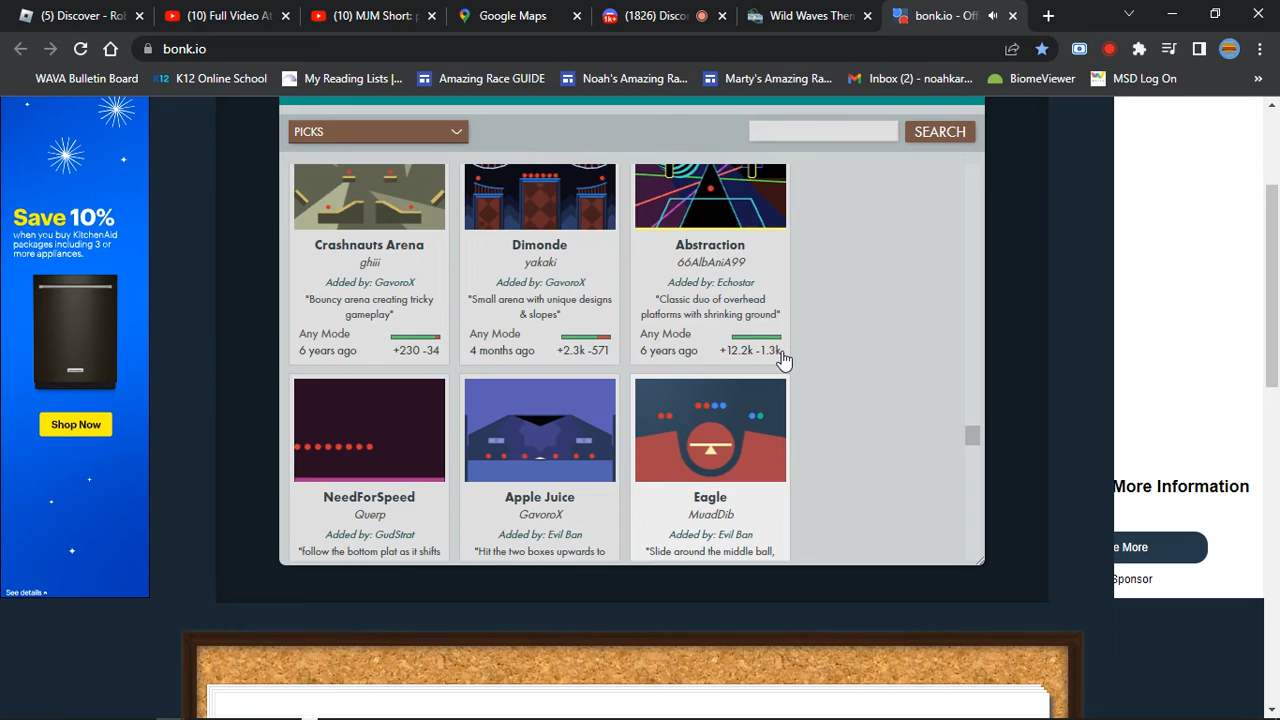 (5) Discover - Ro
(10) Full Video A
(10) MJM Short:
Google Maps
(1826) Disco
Wild Waves Them
bonk.io - Off
bonk.io
WAVA Bulletin Board
K12 K12 Online School
My Reading Lists |...
Amazing Race GUIDE
Noah's Amazing Ra...
Marty's Amazing Ra...
Inbox (2) - noahkar...
BiomeViewer
MSD Log On
»
PICKS
SEARCH
Crashnauts Arena
ghiii
Added by: GavoroX
"Bouncy arena creating tricky
gameplay"
Any Mode
6 years ago +230 -34
Dimonde
yakaki
Added by: GavoroX
"Small arena with unique designs
& slopes"
Any Mode
4 months ago +2.3k -571
Abstraction
66AlbAniA99
Added by: Echostar
"Classic duo of overhead
platforms with shrinking ground"
Any Mode
6 years ago +12.2k -1.3k
NeedForSpeed
Querp
Added by: GudStrat
"follow the bottom plat as it shifts
Apple Juice
GavoroX
Added by: Evil Ban
"Hit the two boxes upwards to
Eagle
MuadDib
Added by: Evil Ban
"Slide around the middle ball,
Save 10%
when you buy KitchenAid
packages including 3 or
more appliances.
Shop Now
See details ^
More Information
e More
Sponsor